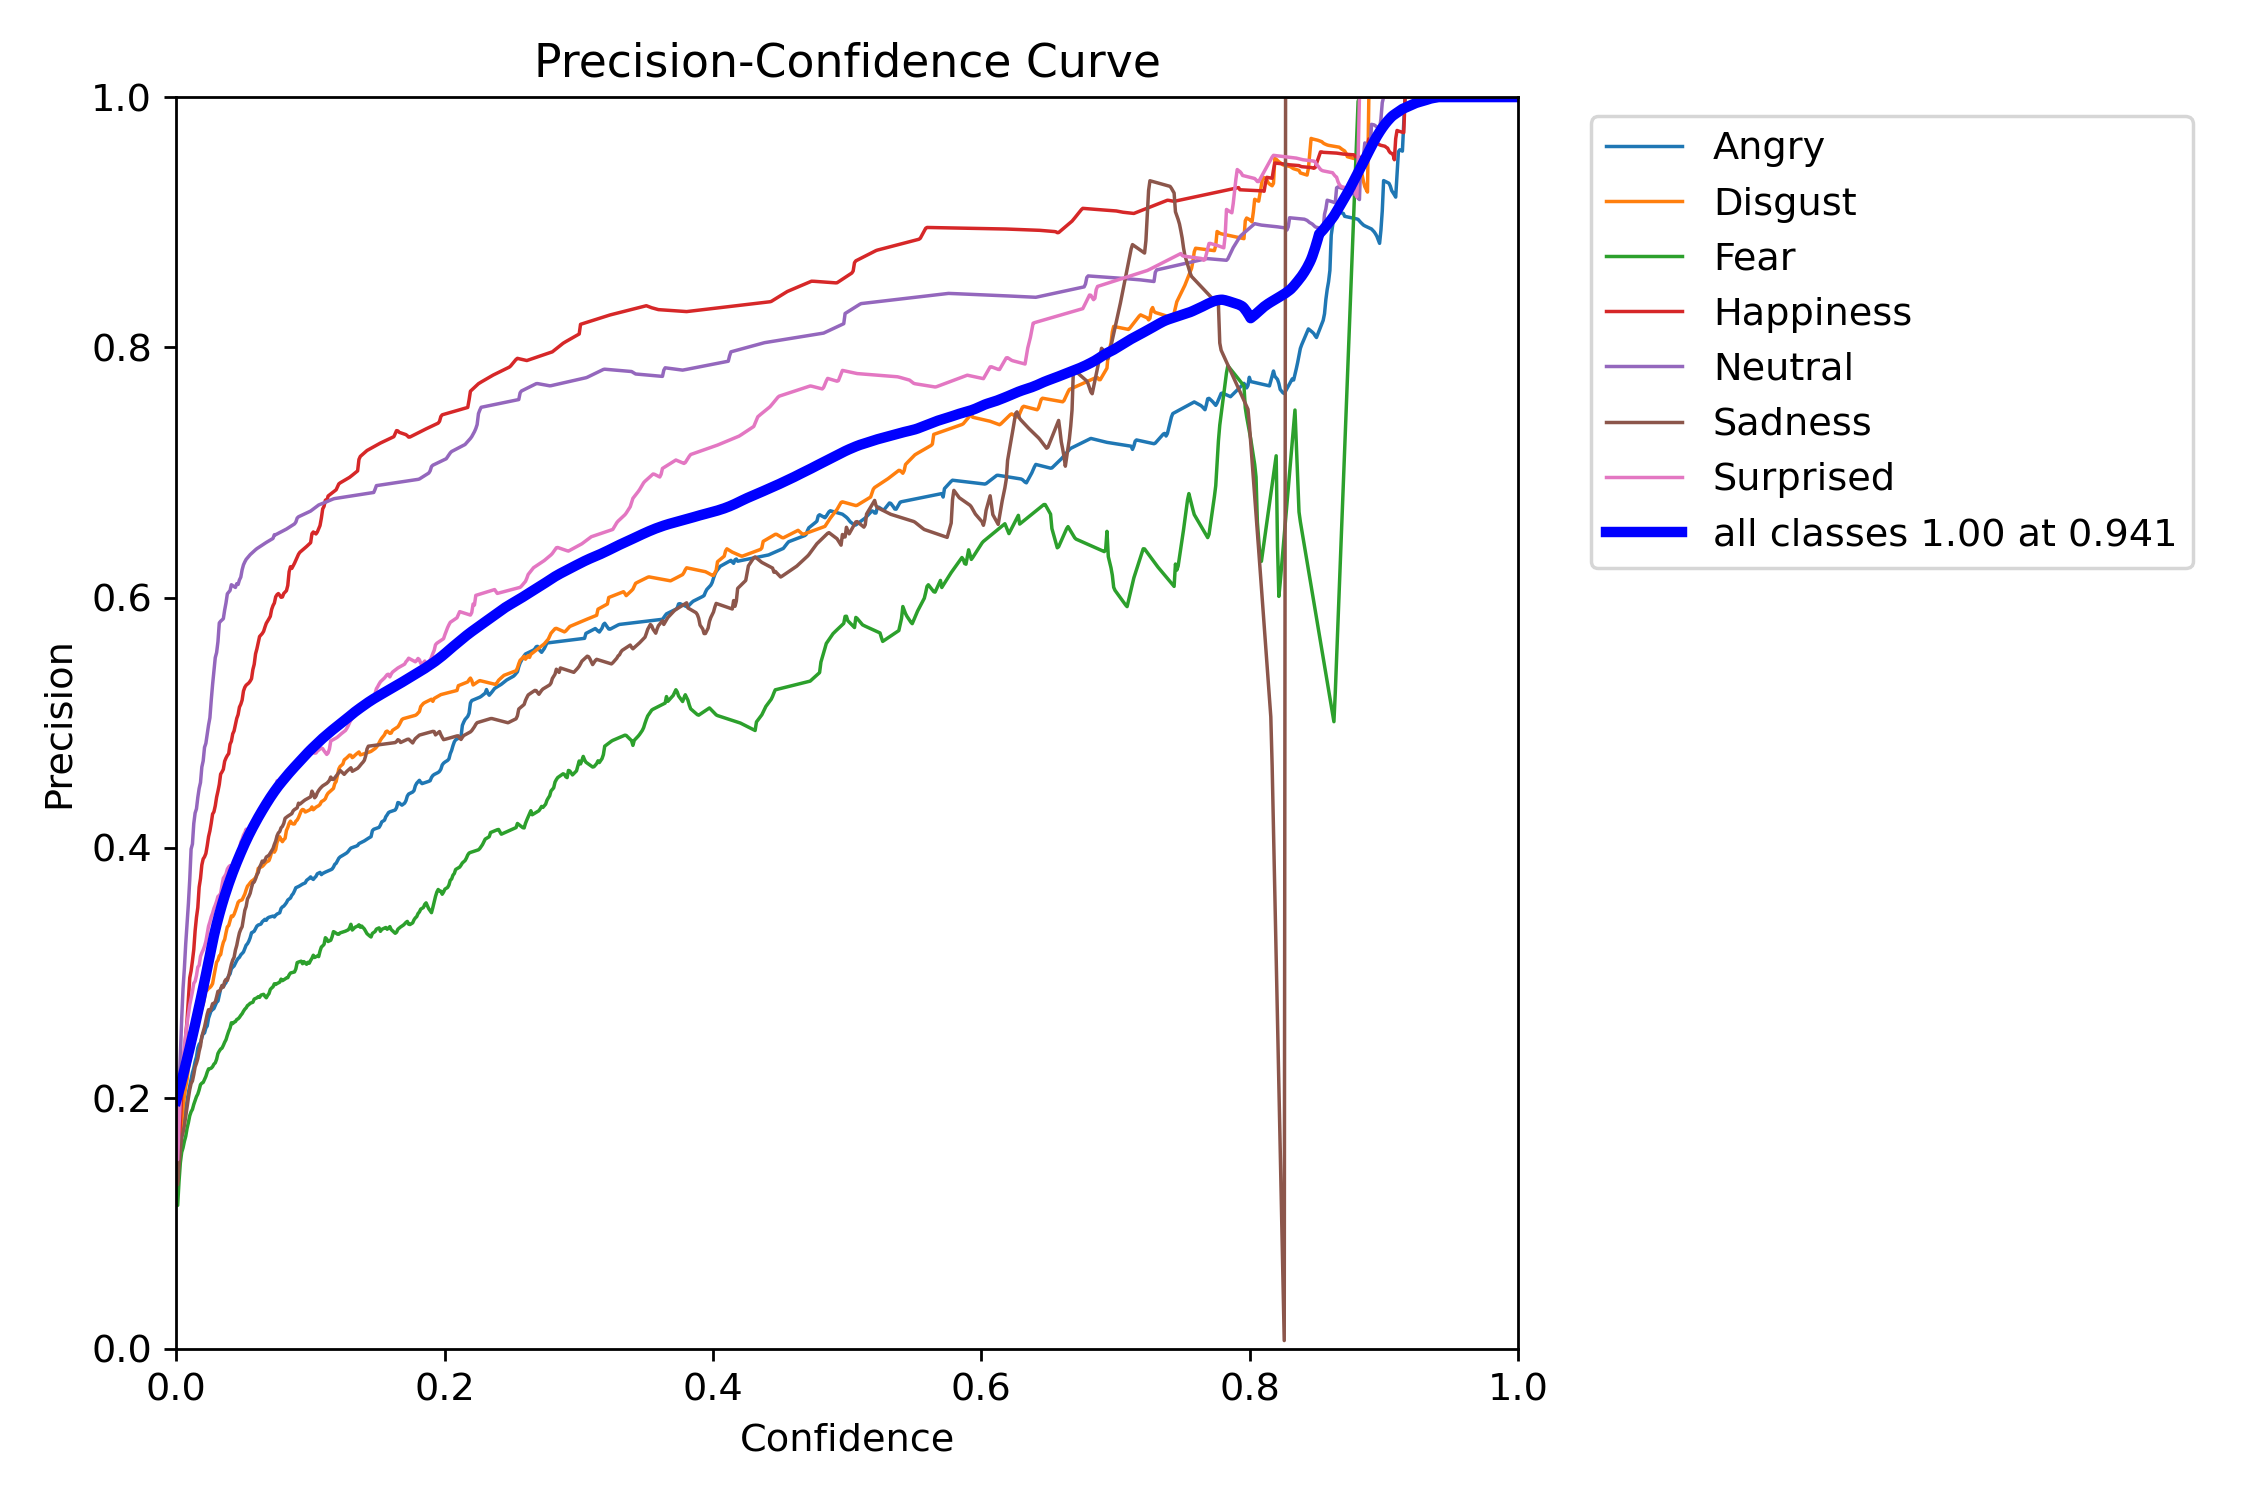 Precision-Confidence Curve
1.0
0.8
0.6
0.4
0.2
0.0
Precision
0.0 0.2 0.4 0.6 0.8 1.0
Confidence
Angry
Disgust
Fear
Happiness
Neutral
Sadness
Surprised
all classes 1.00 at 0.941